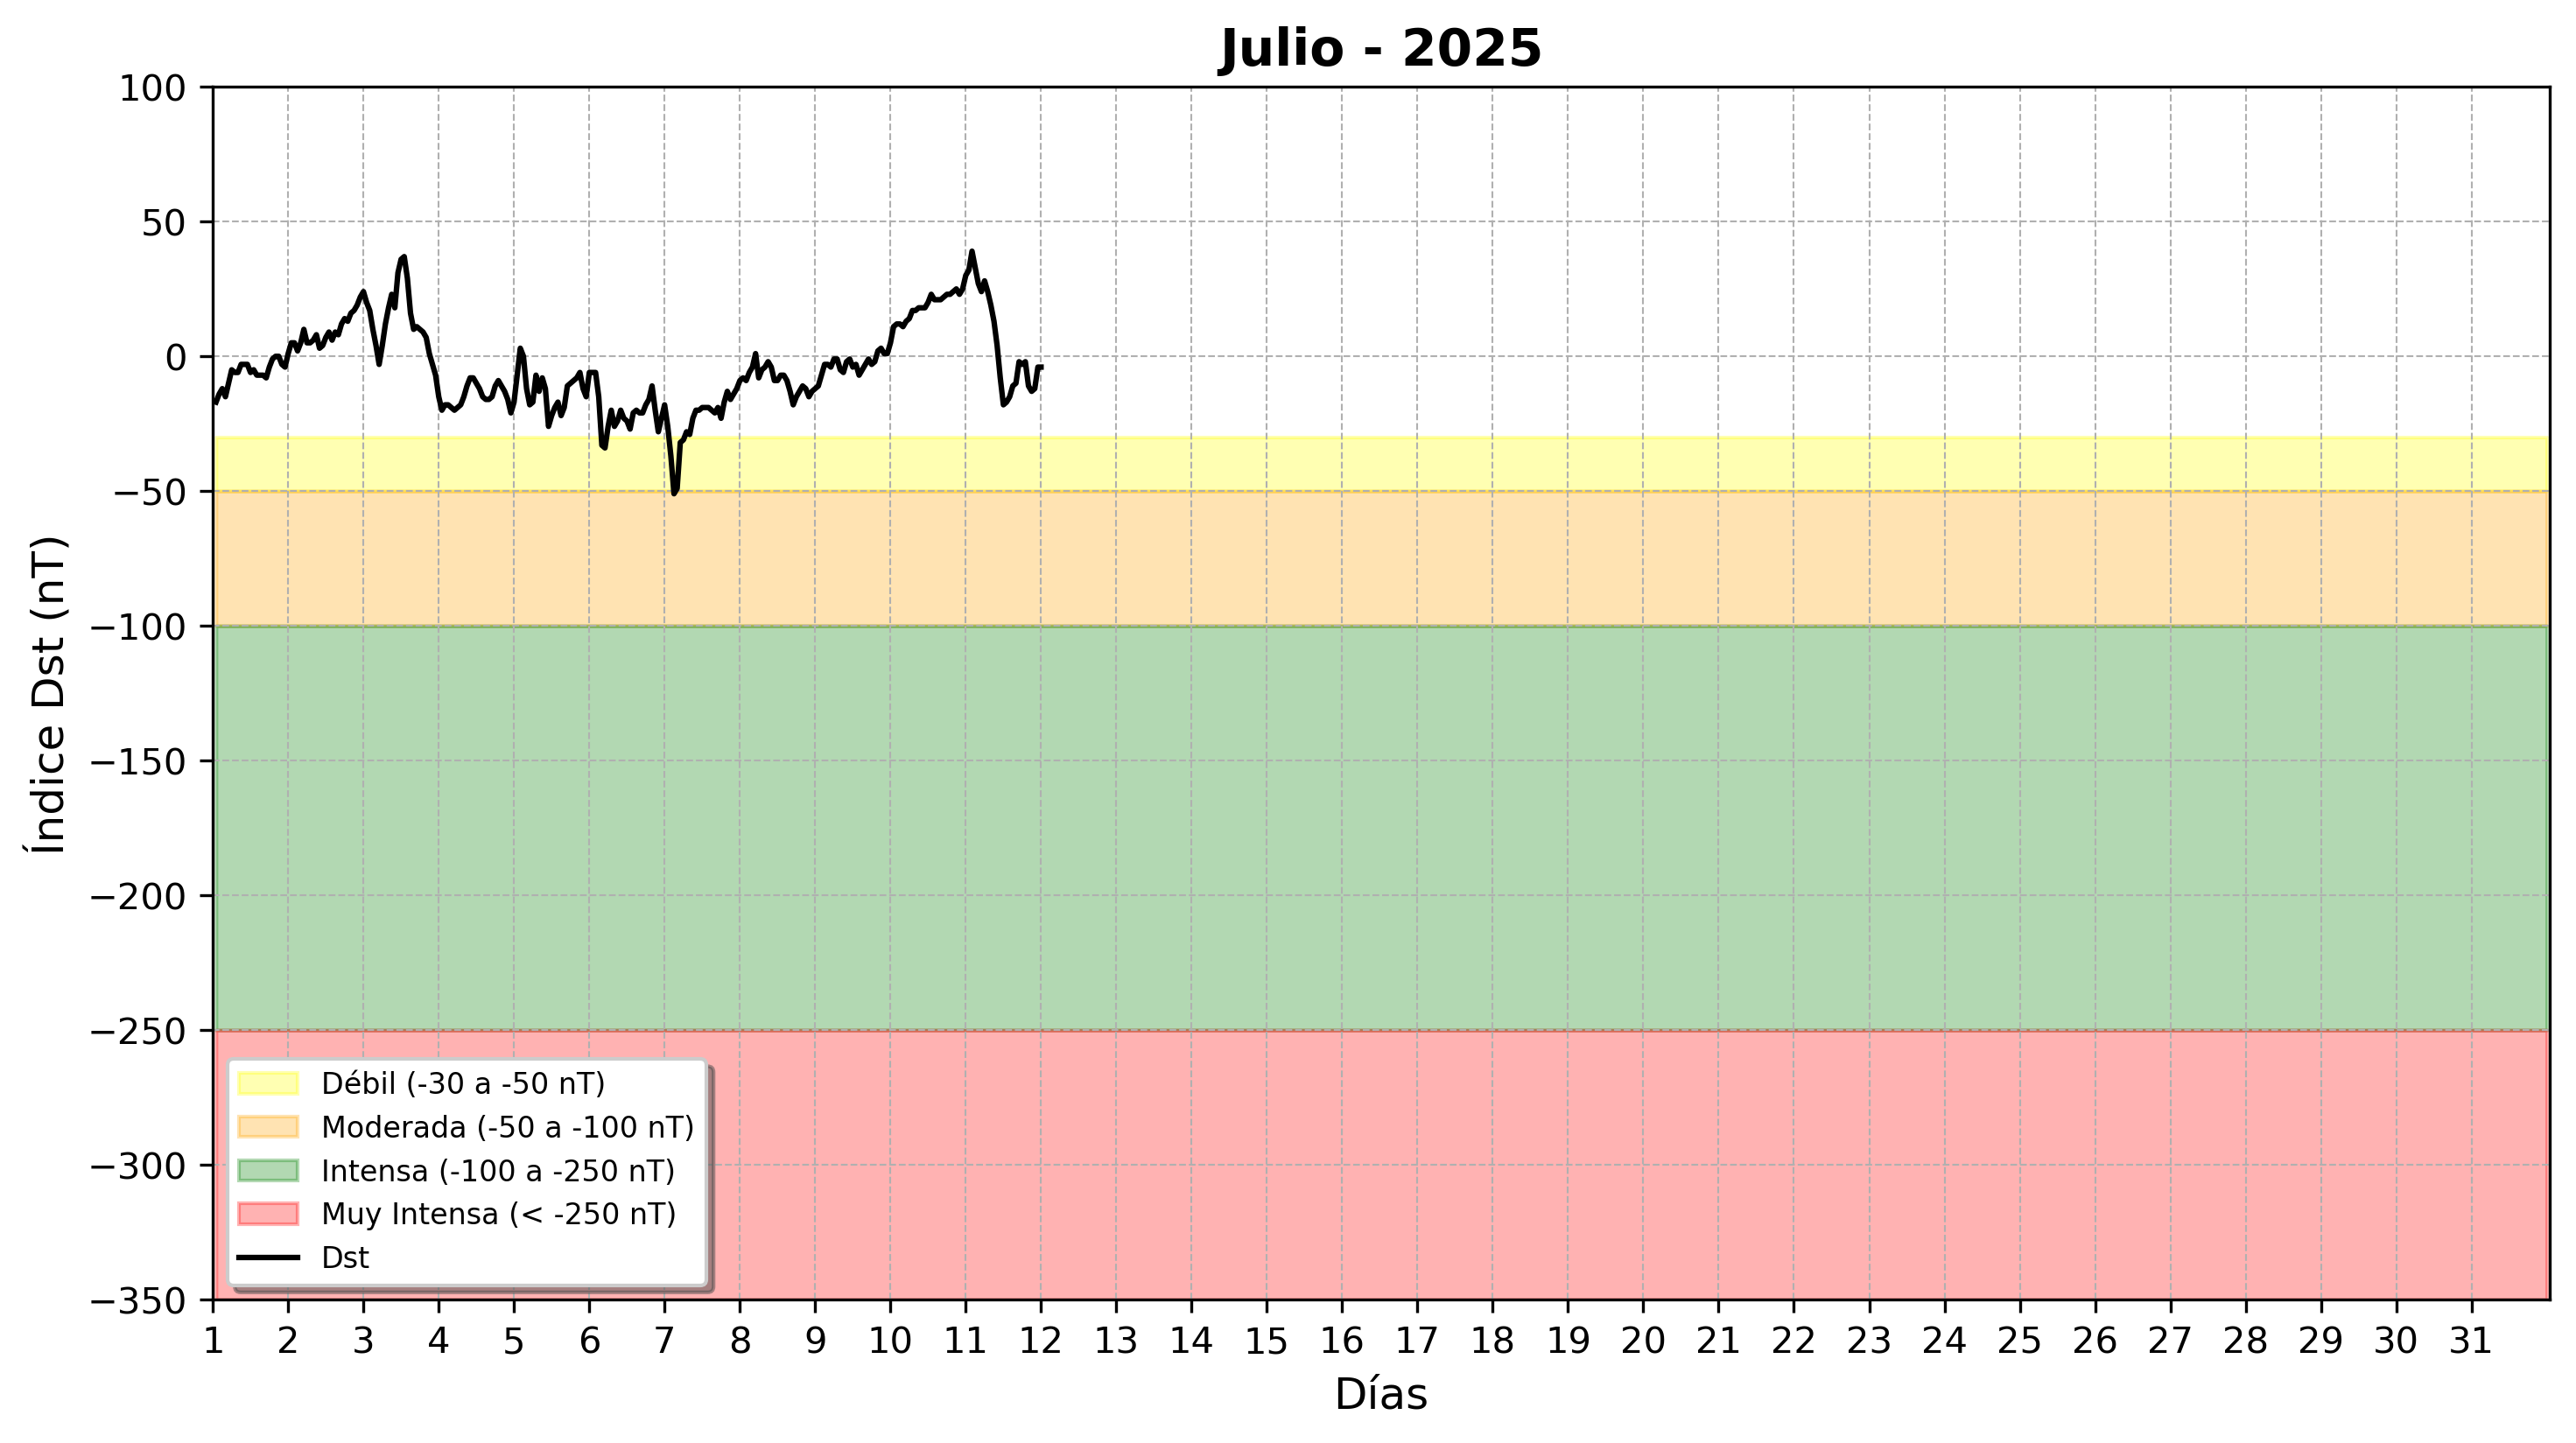 Julio - 2025
100
50
0
−50
−100
−150
−200
−250
−300
−350
Índice Dst (nT)
Débil (-30 a -50 nT)
Moderada (-50 a -100 nT)
Intensa (-100 a -250 nT)
Muy Intensa (< -250 nT)
Dst
1 2 3 4 5 6 7 8 9 10 11 12 13 14 15 16 17 18 19 20 21 22 23 24 25 26 27 28 29 30 31
Días